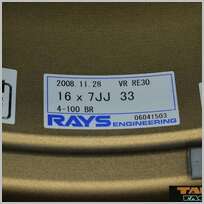 2008 11 28 VR RE30
16 x 7JJ 33
4-100 BR
06041503
RAYS ENGINEERING